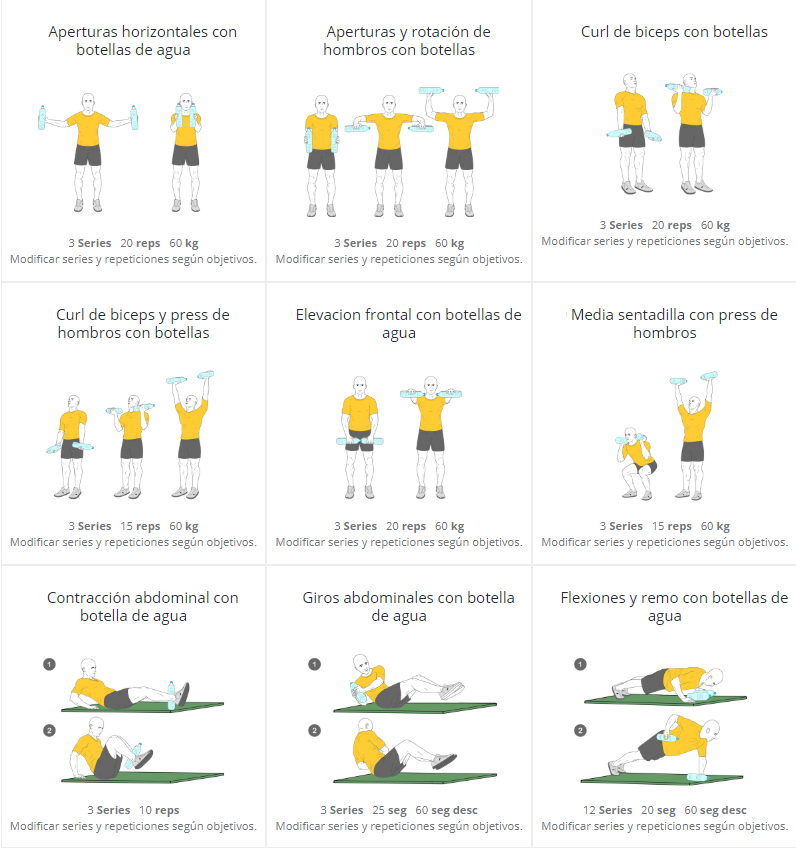 Aperturas horizontales con
botellas de agua
3 Series 20 reps 60 kg
Modificar series y repeticiones según objetivos.
Aperturas y rotación de
hombros con botellas
3 Series 20 reps 60 kg
Modificar series y repeticiones según objetivos.
Curl de biceps con botellas
3 Series 20 reps 60 kg
Modificar series y repeticiones según objetivos.
Curl de biceps y press de
hombros con botellas
3 Series 15 reps 60 kg
Modificar series y repeticiones según objetivos.
Elevacion frontal con botellas de
agua
3 Series 20 reps 60 kg
Modificar series y repeticiones según objetivos.
Media sentadilla con press de
hombros
3 Series 15 reps 60 kg
Modificar series y repeticiones según objetivos.
Contracción abdominal con
botella de agua
1
2
3 Series 10 reps
Modificar series y repeticiones según objetivos.
Giros abdominales con botella
de agua
1
2
3 Series 25 seg 60 seg desc
Modificar series y repeticiones según objetivos.
Flexiones y remo con botellas de
agua
1
2
12 Series 20 seg 60 seg desc
Modificar series y repeticiones según objetivos.